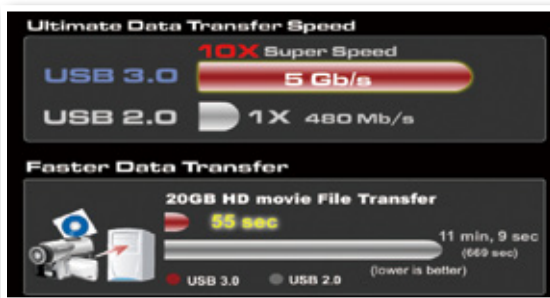 Ultimate Data Transfer Speed
10X Super Speed
USB 3.0
5 Gb/s
USB 2.0
1X 480 Mb/s
Faster Data Transfer
20GB HD movie File Transfer
55 sec
11 min, 9 sec
(669 sec)
(lower is better)
USB 3.0 USB 2.0